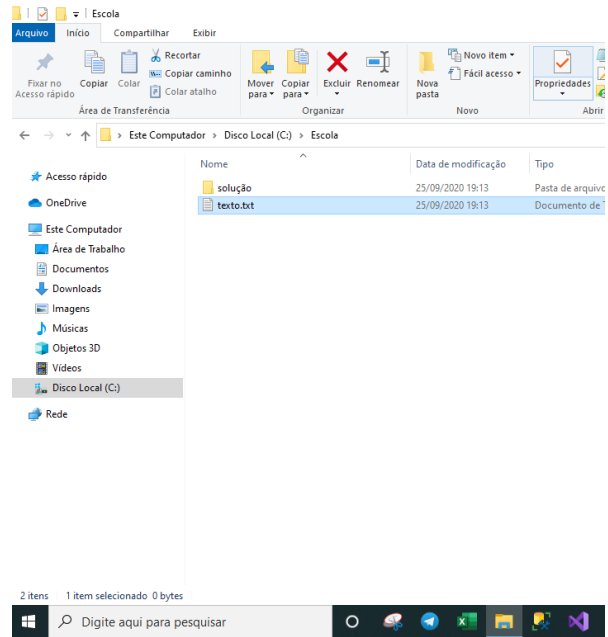 Escola
Arquivo Início Compartilhar Exibir
Fixar no Acesso rápido
Copiar
Colar
Recortar
Copiar caminho
Colar atalho
Área de Transferência
Mover para
Copiar para
Excluir
Renomear
Organizar
Nova pasta
Novo item
Fácil acesso
Novo
Propriedades
Abrir
Este Computador > Disco Local (C:) > Escola
Nome Data de modificação Tipo
solução 25/09/2020 19:13 Pasta de arquivo
texto.txt 25/09/2020 19:13 Documento de T
Acesso rápido
OneDrive
Este Computador
Área de Trabalho
Documentos
Downloads
Imagens
Músicas
Objetos 3D
Vídeos
Disco Local (C:)
Rede
2 itens 1 item selecionado 0 bytes
Digite aqui para pesquisar